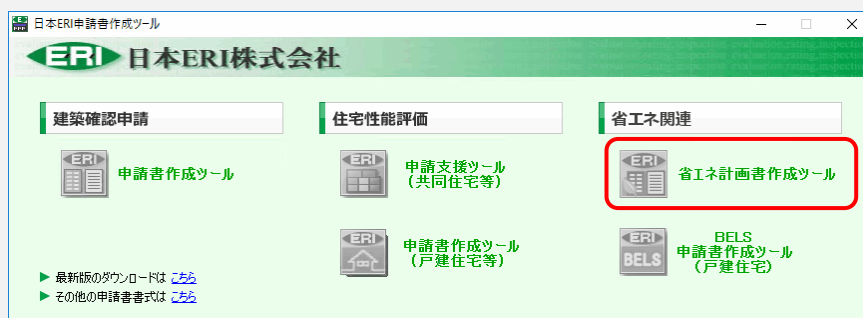 日本ERI申請書作成ツール
ERI 日本ERI株式会社
建築確認申請
ERI
申請書作成ツール
住宅性能評価
ERI
申請支援ツール
(共同住宅等)
ERI
申請書作成ツール
(戸建住宅等)
省エネ関連
ERI
省エネ計画書作成ツール
ERI
BELS
BELS
申請書作成ツール
(戸建住宅)
最新版のダウンロードは こちら
その他の申請書書式は こちら